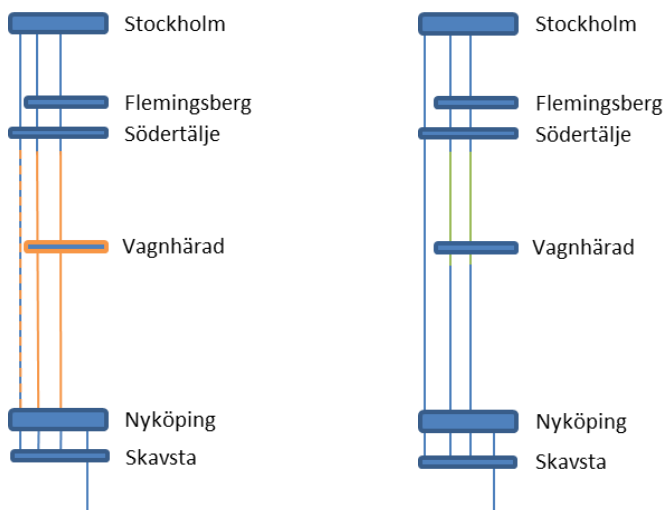 Stockholm
Flemingsberg
Södertälje
Vagnhärad
Nyköping
Skavsta
Stockholm
Flemingsberg
Södertälje
Vagnhärad
Nyköping
Skavsta